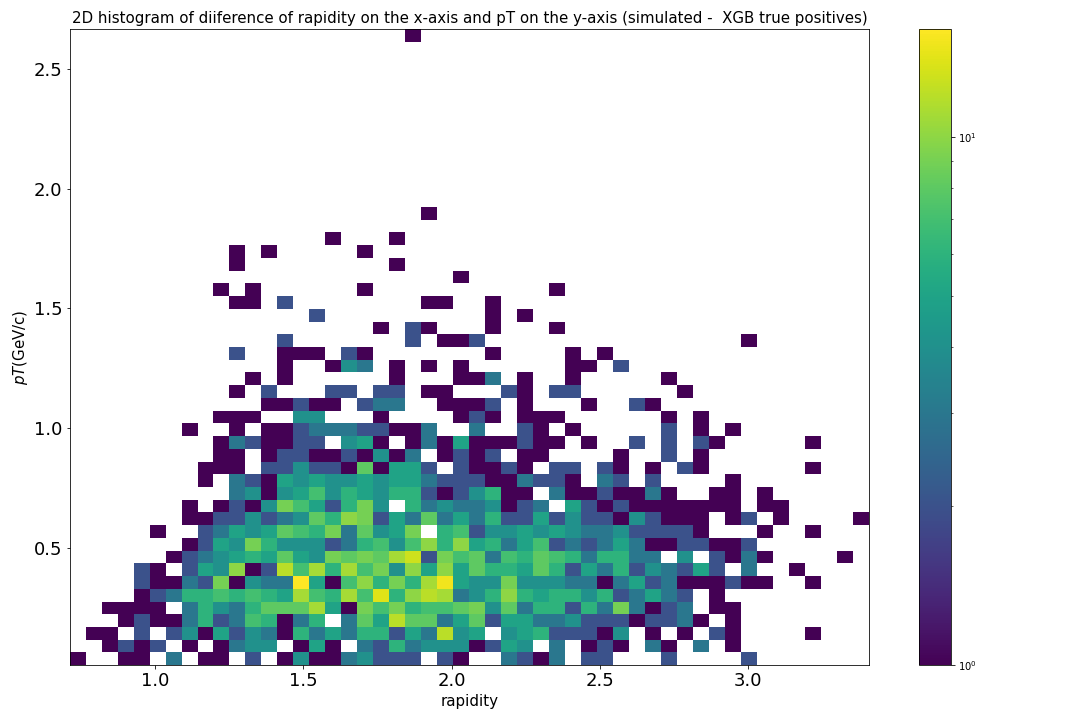 2D histogram of diiference of rapidity on the x-axis and pT on the y-axis (simulated -  XGB true positives)
2.5
2.0
1.5
1.0
0.5
pT(GeV/c)
1.0 1.5 2.0 2.5 3.0
rapidity
10¹
10⁰